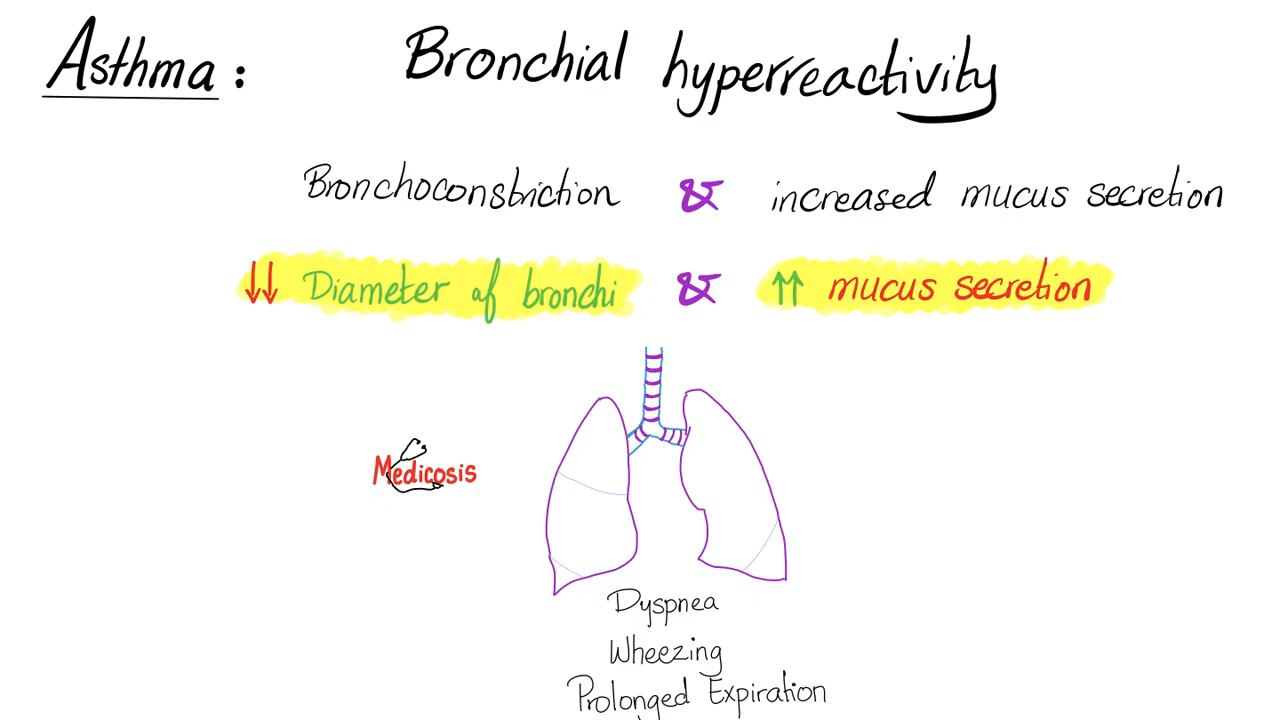 Asthma: Bronchial hyperreactivity
Bronchoconstriction & increased mucus secretion
↓↓ Diameter of bronchi & ↑↑ mucus secretion
Medicosis
Dyspnea
Wheezing
Prolonged Expiration